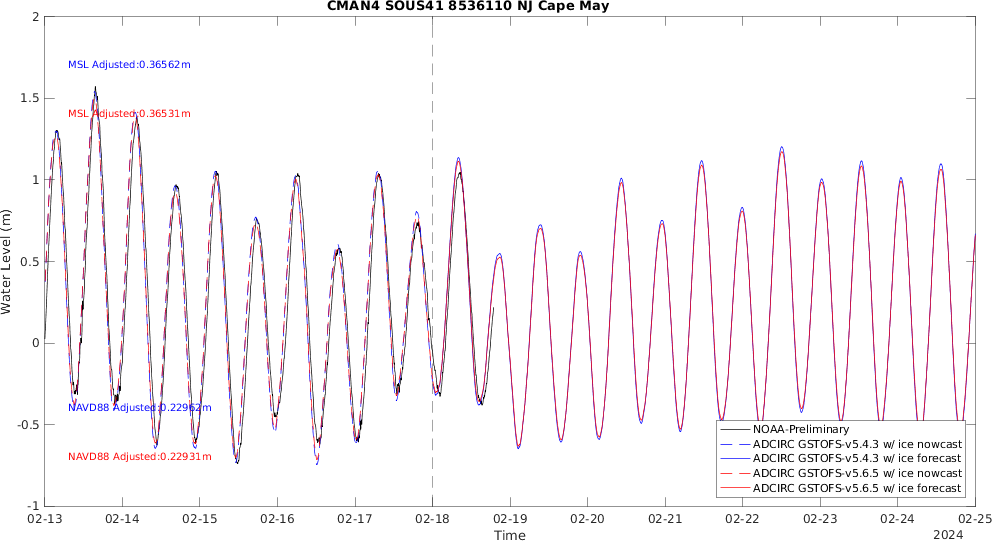 CMAN4 SOUS41 8536110 NJ Cape May
2
1.5
1
0.5
0
-0.5
-1
Water Level (m)
MSL Adjusted:0.36562m
MSL Adjusted:0.36531m
NAVD88 Adjusted:0.22962m
NAVD88 Adjusted:0.22931m
NOAA-Preliminary
ADCIRC GSTOFS-v5.4.3 w/ ice nowcast
ADCIRC GSTOFS-v5.4.3 w/ ice forecast
ADCIRC GSTOFS-v5.6.5 w/ ice nowcast
ADCIRC GSTOFS-v5.6.5 w/ ice forecast
02-13 02-14 02-15 02-16 02-17 02-18 02-19 02-20 02-21 02-22 02-23 02-24 02-25
Time
2024